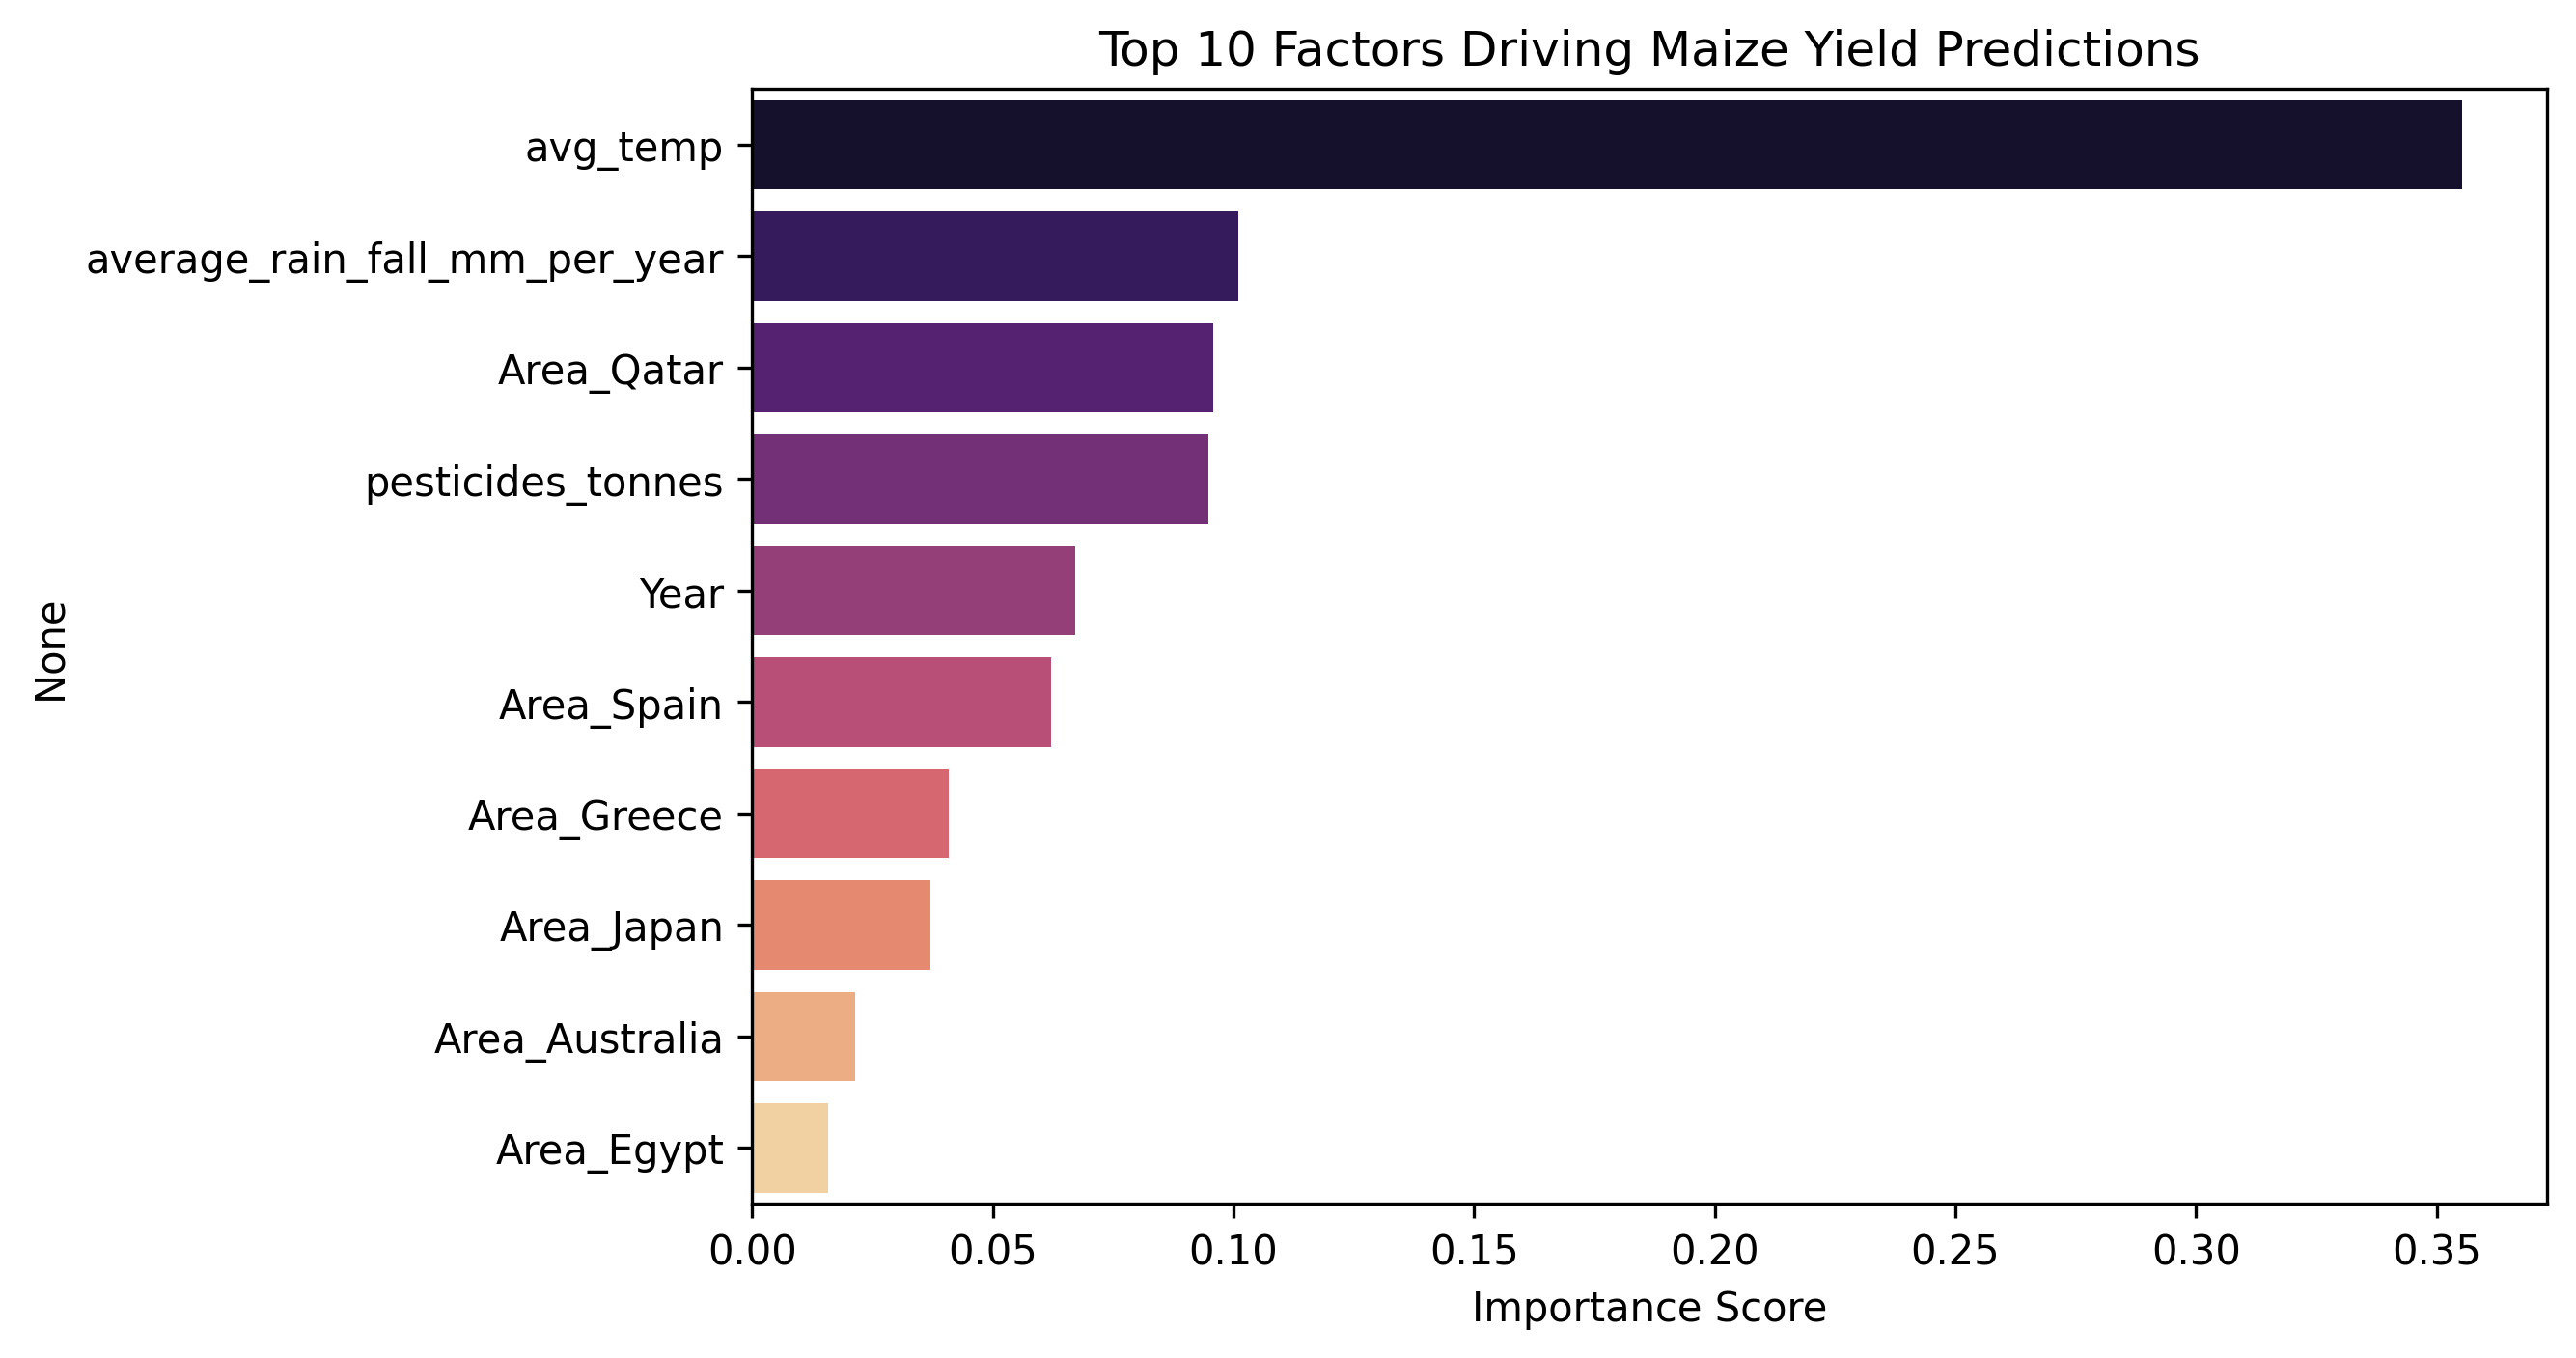 Top 10 Factors Driving Maize Yield Predictions
avg_temp
average_rain_fall_mm_per_year
Area_Qatar
pesticides_tonnes
Year
Area_Spain
Area_Greece
Area_Japan
Area_Australia
Area_Egypt
None
0.00 0.05 0.10 0.15 0.20 0.25 0.30 0.35
Importance Score